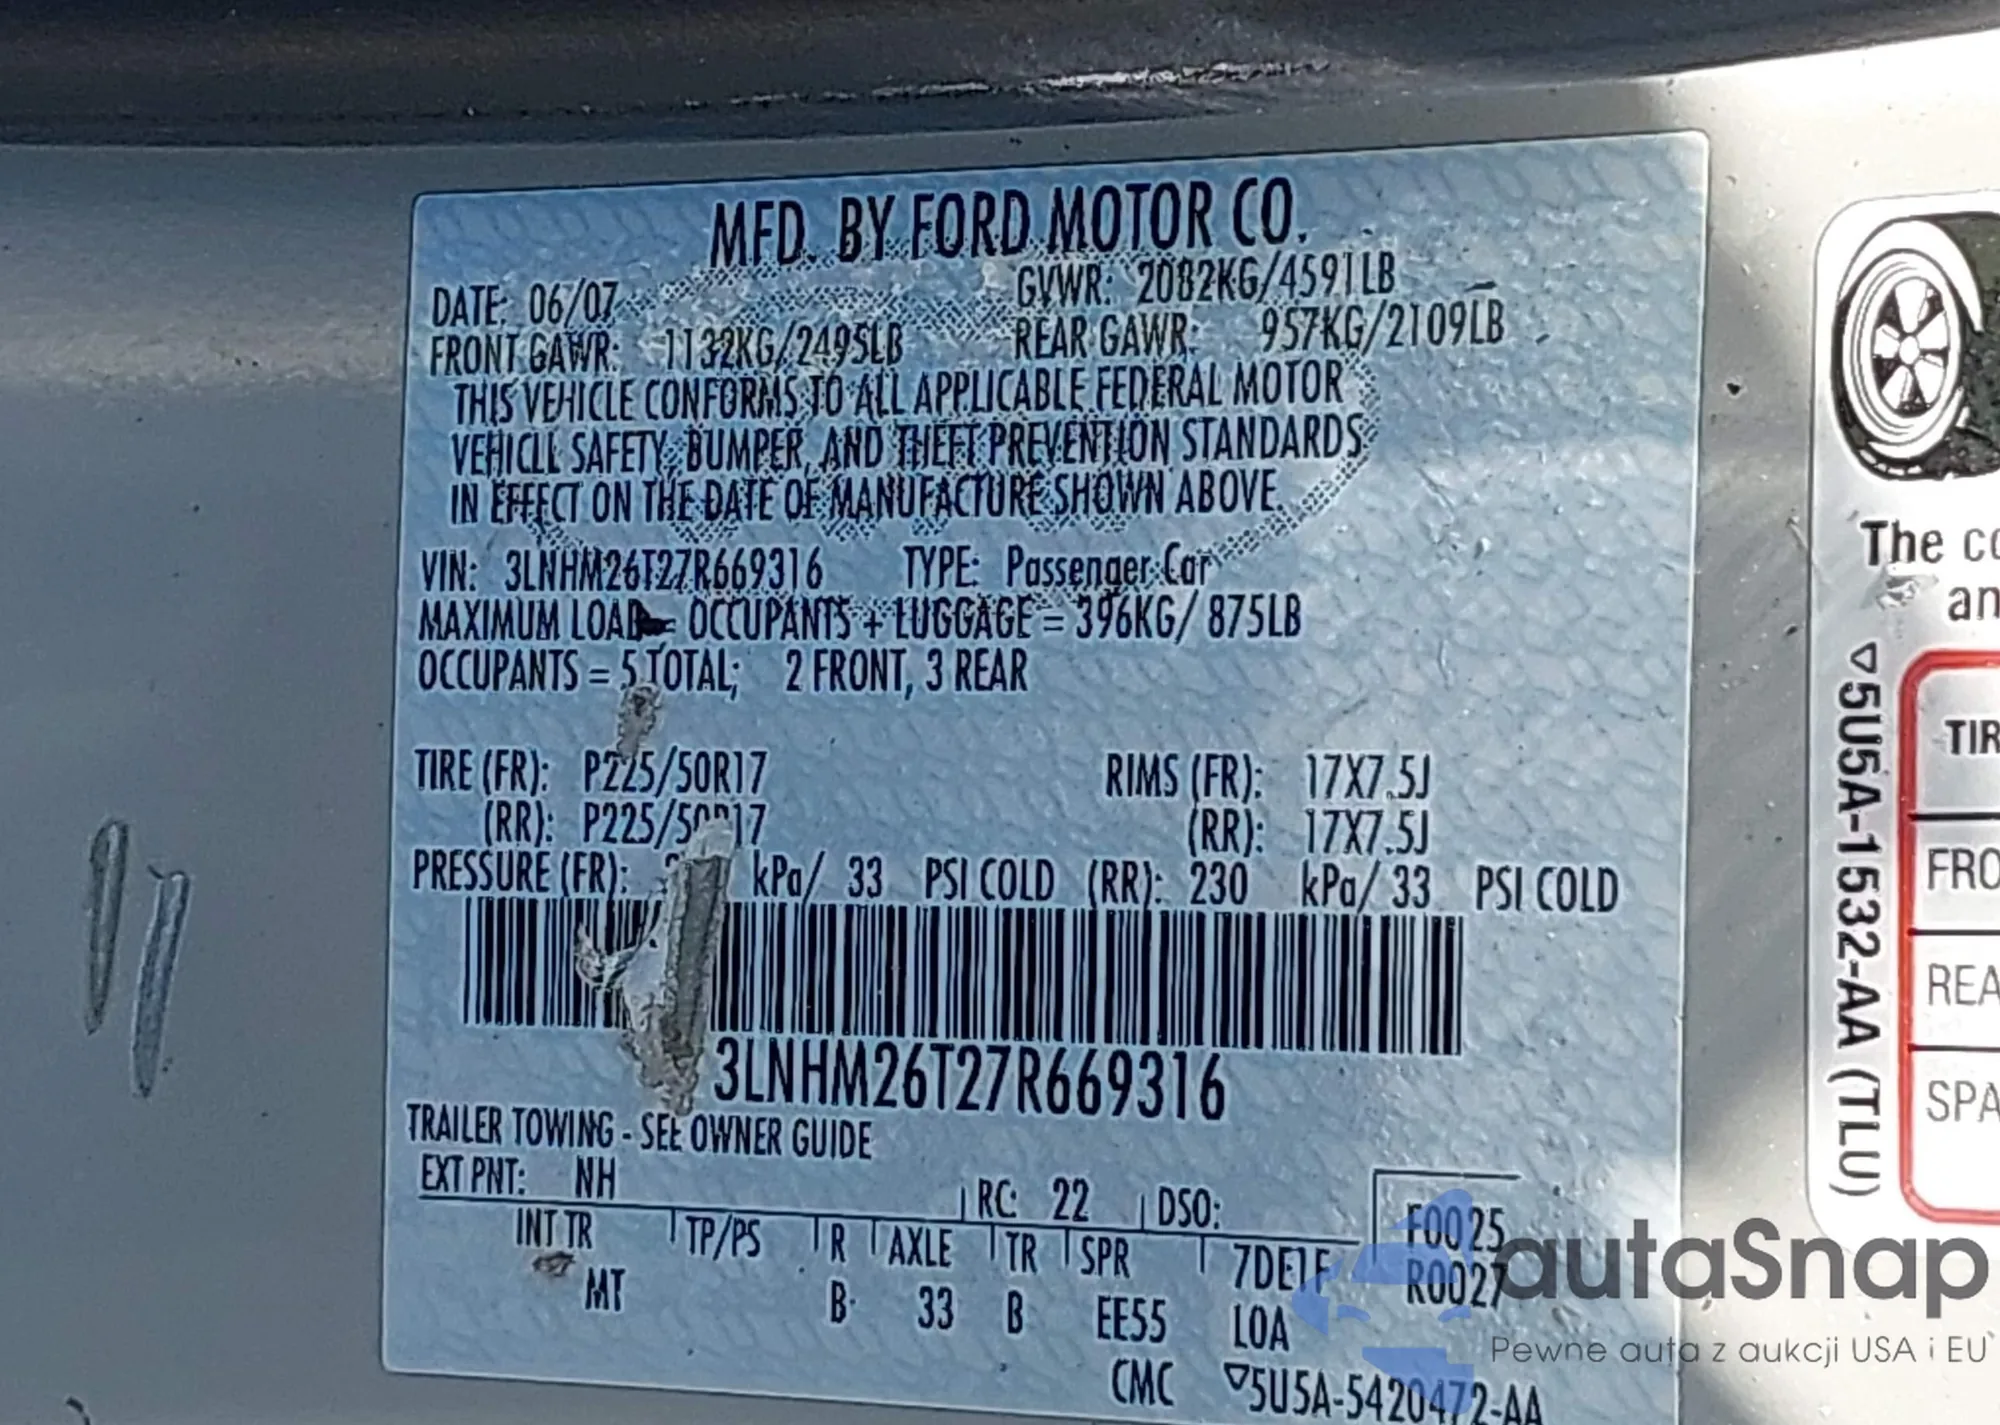 MFD. BY FORD MOTOR CO.
DATE: 06/07 GVWR: 2082KG/4591LB
FRONT GAWR: 1132KG/2495LB REAR GAWR: 957KG/2109LB
THIS VEHICLE CONFORMS TO ALL APPLICABLE FEDERAL MOTOR
VEHICLE SAFETY, BUMPER, AND THEFT PREVENTION STANDARDS
IN EFFECT ON THE DATE OF MANUFACTURE SHOWN ABOVE.
VIN: 3LNHM26T27R669316 TYPE: Passenger Car
MAXIMUM LOAD = OCCUPANTS + LUGGAGE = 396KG/ 875LB
OCCUPANTS = 5 TOTAL; 2 FRONT, 3 REAR
TIRE (FR): P225/50R17 RIMS (FR): 17X7.5J
(RR): P225/50R17 (RR): 17X7.5J
PRESSURE (FR): kPa/ 33 PSI COLD (RR): 230 kPa/ 33 PSI COLD
3LNHM26T27R669316
TRAILER TOWING - SEE OWNER GUIDE
EXT PNT: NH RC: 22 DSO:
INT TR TP/PS R AXLE TR SPR 7DE1F F0025
MT B 33 B EE55 LOA R0027
CMC ▽5U5A-5420472-AA
The co
an
▽5U5A-1532-AA (TLU)
TIR
FRO
REA
SPA
autaSnap
Pewne auta z aukcji USA i EU